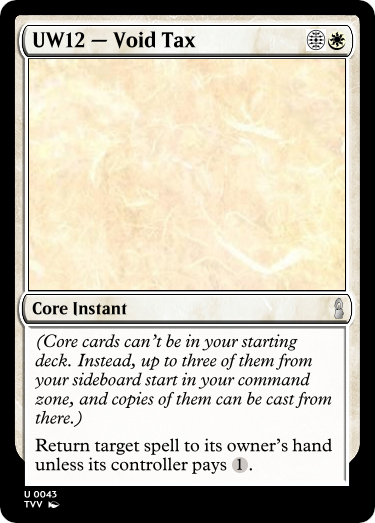 UW12 — Void Tax
Core Instant
(Core cards can't be in your starting
deck. Instead, up to three of them from
your sideboard start in your command
zone, and copies of them can be cast from
there.)
Return target spell to its owner's hand
unless its controller pays 1.
U 0043
TVV